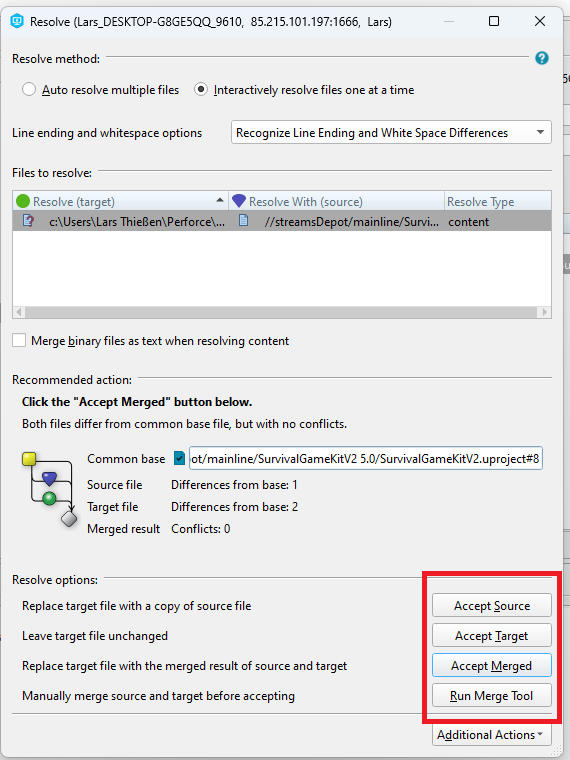 Resolve (Lars_DESKTOP-G8GE5QQ_9610, 85.215.101.197:1666, Lars)
Resolve method:
?
Auto resolve multiple files
Interactively resolve files one at a time
Line ending and whitespace options
Recognize Line Ending and White Space Differences
Files to resolve:
Resolve (target) Resolve With (source) Resolve Type
c:\Users\Lars Thießen\Perforce\... //streamsDepot/mainline/Survi... content
Merge binary files as text when resolving content
Recommended action:
Click the "Accept Merged" button below.
Both files differ from common base file, but with no conflicts.
Common base ot/mainline/SurvivalGameKitV2 5.0/SurvivalGameKitV2.uproject#8
Source file Differences from base: 1
Target file Differences from base: 2
Merged result Conflicts: 0
Resolve options:
Replace target file with a copy of source file Accept Source
Leave target file unchanged Accept Target
Replace target file with the merged result of source and target Accept Merged
Manually merge source and target before accepting Run Merge Tool
Additional Actions